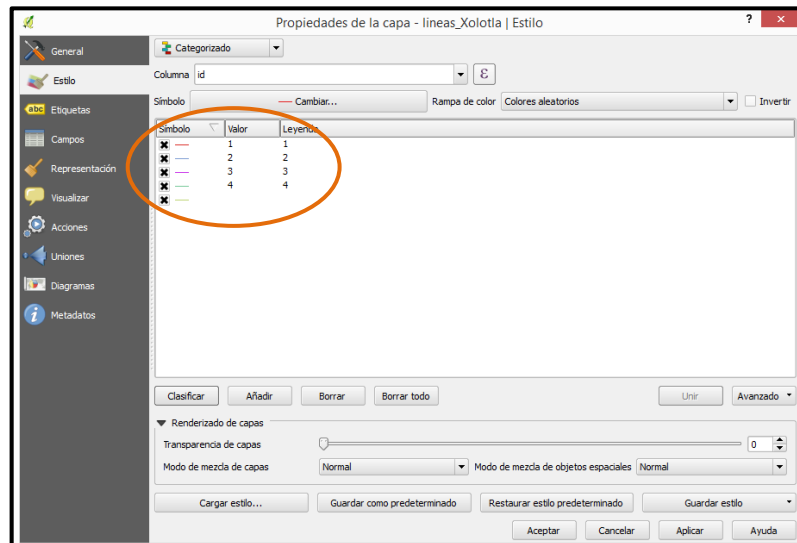 Propiedades de la capa - lineas_Xolotla | Estilo
? ×
General
Estilo
abc Etiquetas
Campos
Representación
Visualizar
Acciones
Uniones
Diagramas
Metadatos
Categorizado
Columna id ε
Símbolo Cambiar... Rampa de color Colores aleatorios Invertir
Símbolo Valor Leyenda
1 1
2 2
3 3
4 4
Clasificar Añadir Borrar Borrar todo Unir Avanzado
Renderizado de capas
Transparencia de capas 0
Modo de mezcla de capas Normal Modo de mezcla de objetos espaciales Normal
Cargar estilo... Guardar como predeterminado Restaurar estilo predeterminado Guardar estilo
Aceptar Cancelar Aplicar Ayuda